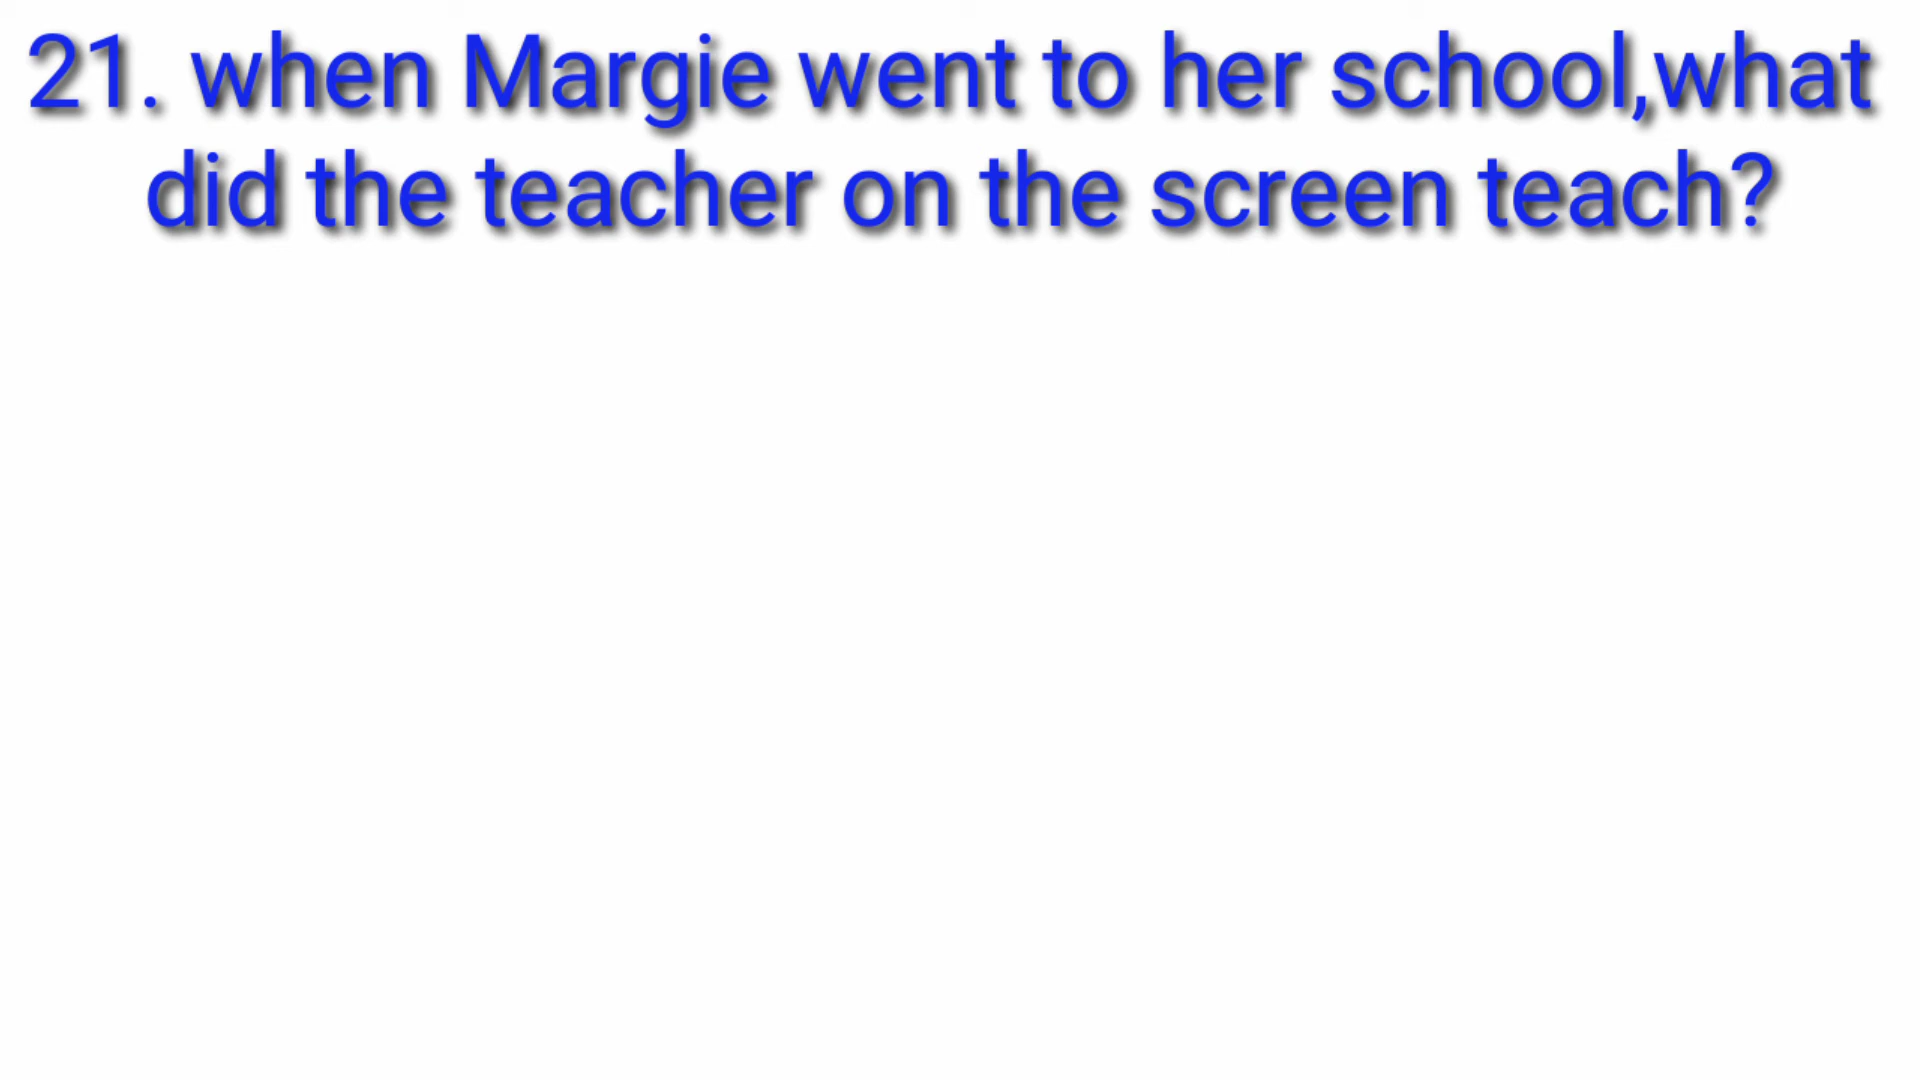 21. when Margie went to her school,what
did the teacher on the screen teach?